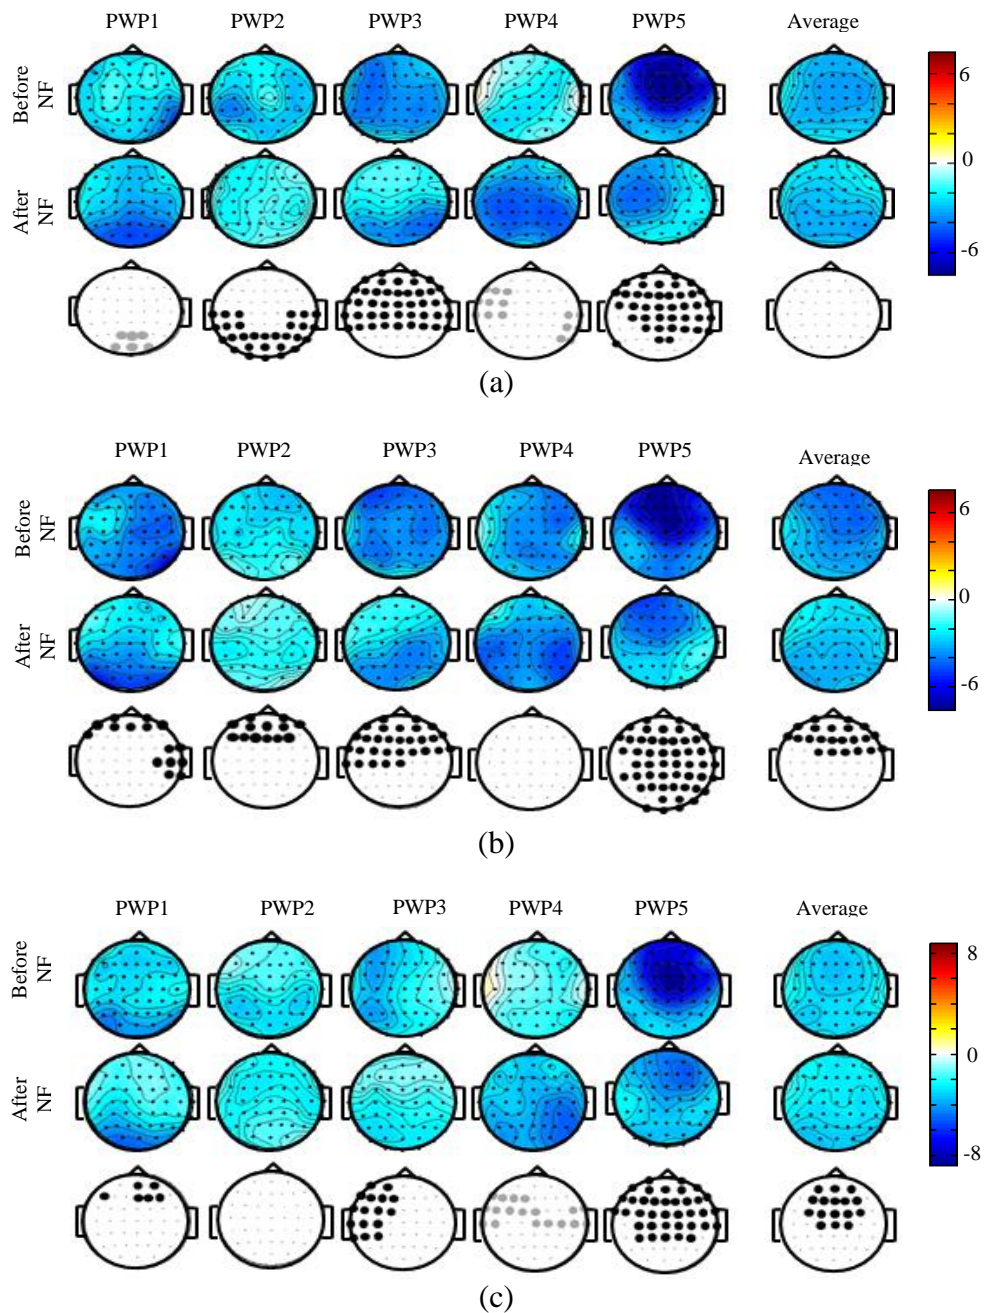 PWP1 PWP2 PWP3 PWP4 PWP5 Average
Before NF
6
0
After NF
-6
(a)
PWP1 PWP2 PWP3 PWP4 PWP5 Average
Before NF
6
0
After NF
-6
(b)
PWP1 PWP2 PWP3 PWP4 PWP5 Average
Before NF
8
0
After NF
-8
(c)